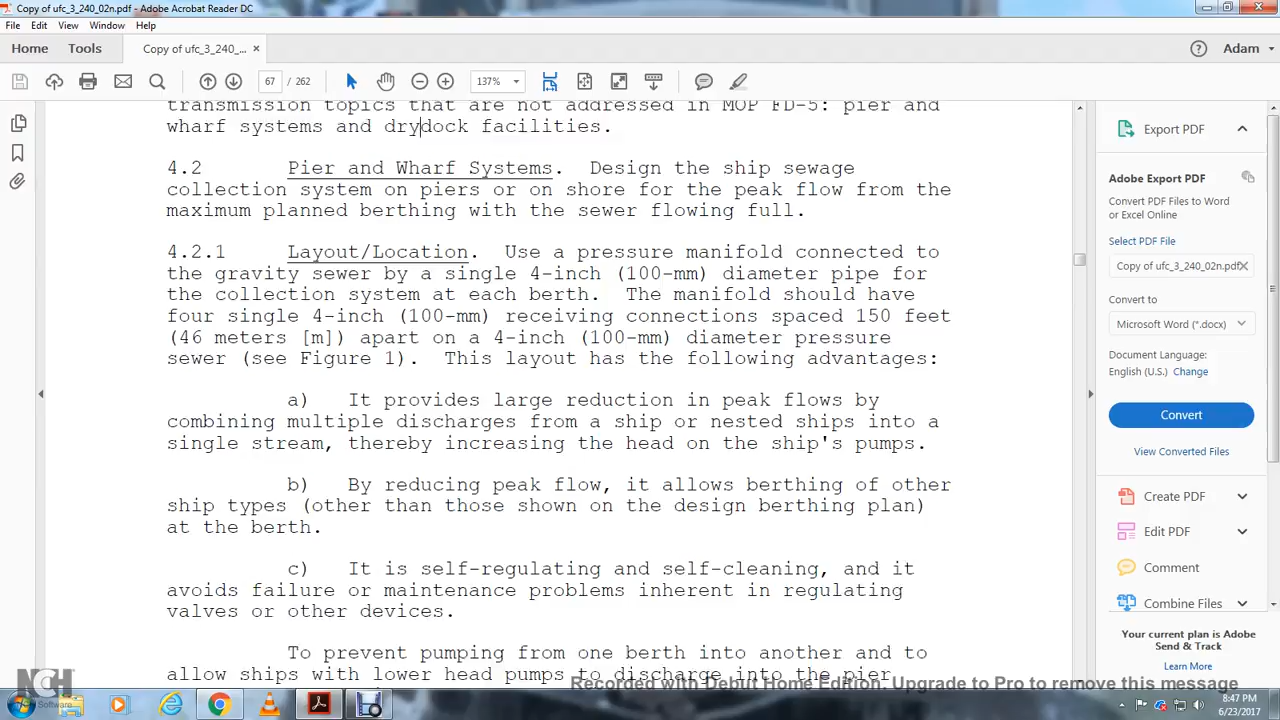 Copy of ufc_3_240_02n.pdf - Adobe Acrobat Reader DC
File Edit View Window Help
Home Tools Copy of ufc_3_240_02n.... × Adam
67 / 262 137%
transmission topics that are not addressed in MOP FD-5: pier and
wharf systems and drydock facilities.
4.2 Pier and Wharf Systems. Design the ship sewage
collection system on piers or on shore for the peak flow from the
maximum planned berthing with the sewer flowing full.
4.2.1 Layout/Location. Use a pressure manifold connected to
the gravity sewer by a single 4-inch (100-mm) diameter pipe for
the collection system at each berth. The manifold should have
four single 4-inch (100-mm) receiving connections spaced 150 feet
(46 meters [m]) apart on a 4-inch (100-mm) diameter pressure
sewer (see Figure 1). This layout has the following advantages:
a) It provides large reduction in peak flows by
combining multiple discharges from a ship or nested ships into a
single stream, thereby increasing the head on the ship's pumps.
b) By reducing peak flow, it allows berthing of other
ship types (other than those shown on the design berthing plan)
at the berth.
c) It is self-regulating and self-cleaning, and it
avoids failure or maintenance problems inherent in regulating
valves or other devices.
To prevent pumping from one berth into another and to
allow ships with lower head pumps to discharge into the pier
Export PDF
Adobe Export PDF
Convert PDF Files to Word
or Excel Online
Select PDF File
Copy of ufc_3_240_02n.pdf
Convert to
Microsoft Word (*.docx)
Document Language:
English (U.S.) Change
Convert
View Converted Files
Create PDF
Edit PDF
Comment
Combine Files
Your current plan is Adobe
Send & Track
Learn More
NCH
Software
Recorded with Debut Home Edition. Upgrade to Pro to remove this message
8:47 PM
6/23/2017